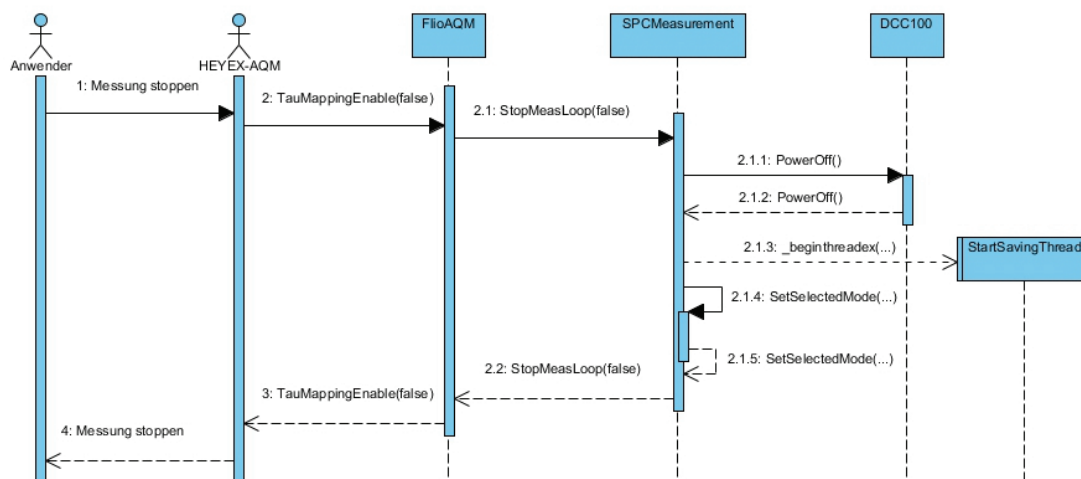 FlioAQM
SPCMeasurement
DCC100
Anwender
HEYEX-AQM
1: Messung stoppen
2: TauMappingEnable(false)
2.1: StopMeasLoop(false)
2.1.1: PowerOff()
2.1.2: PowerOff()
2.1.3: _beginthreadex(...)
StartSavingThread
2.1.4: SetSelectedMode(...)
2.1.5: SetSelectedMode(...)
2.2: StopMeasLoop(false)
3: TauMappingEnable(false)
4: Messung stoppen